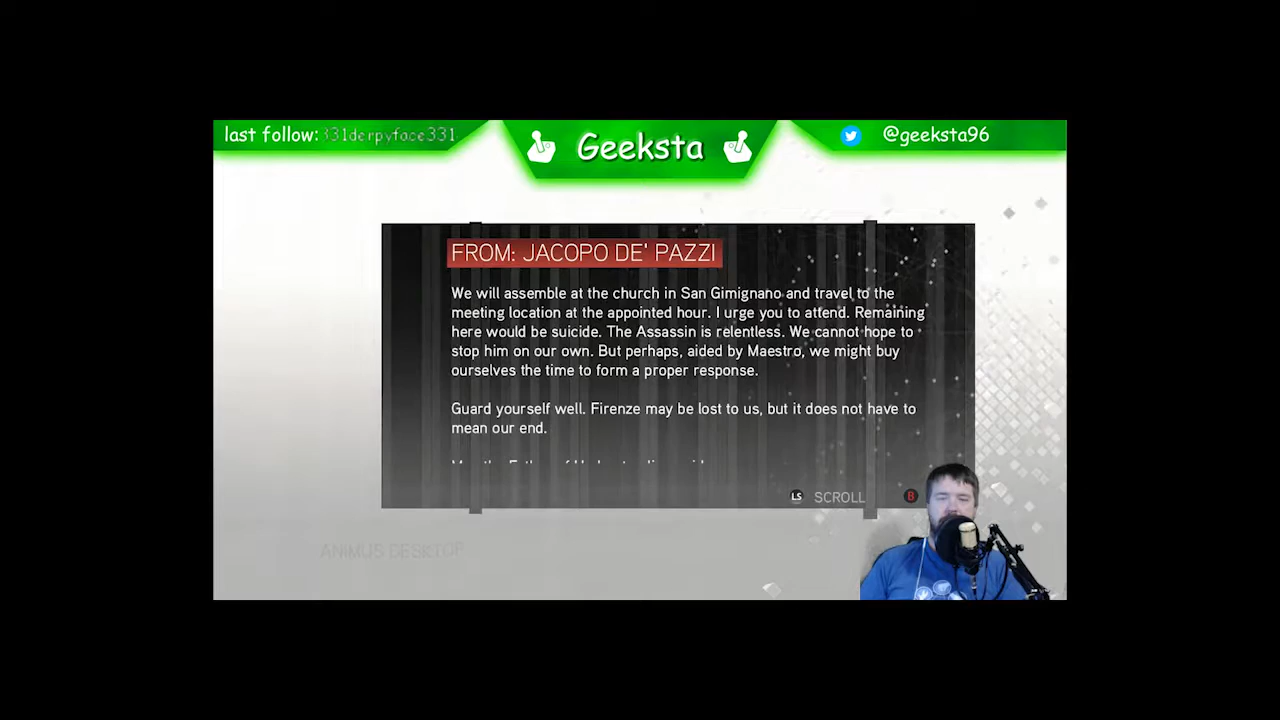 last follow: 331derpyface331
Geeksta
@geeksta96
FROM: JACOPO DE' PAZZI
We will assemble at the church in San Gimignano and travel to the
meeting location at the appointed hour. I urge you to attend. Remaining
here would be suicide. The Assassin is relentless. We cannot hope to
stop him on our own. But perhaps, aided by Maestro, we might buy
ourselves the time to form a proper response.
Guard yourself well. Firenze may be lost to us, but it does not have to
mean our end.
LS SCROLL B
ANIMUS DESKTOP